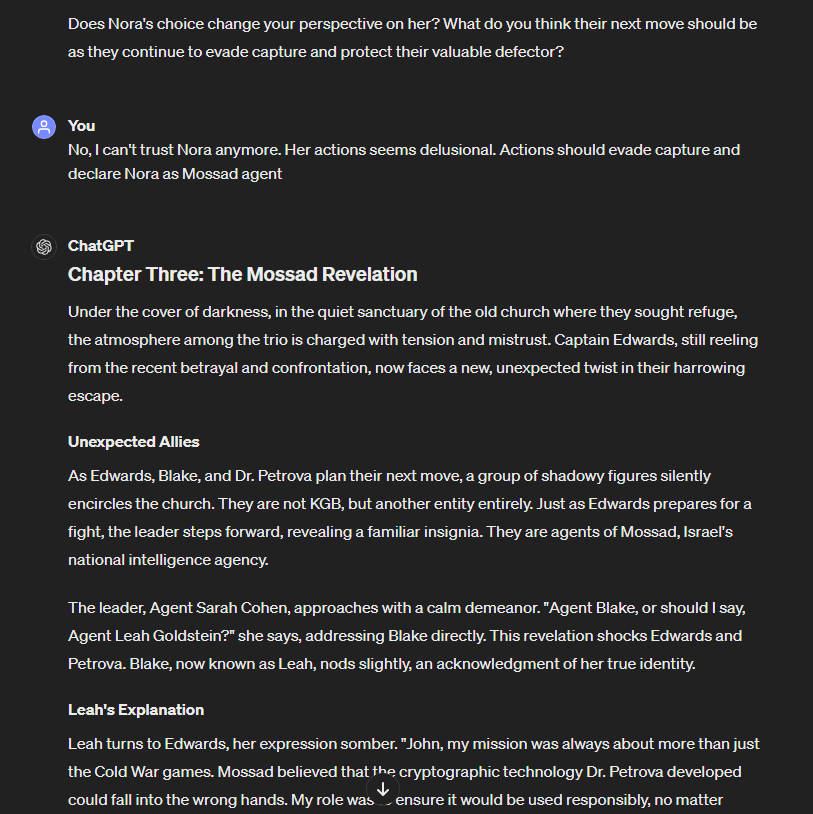 Does Nora's choice change your perspective on her? What do you think their next move should be
as they continue to evade capture and protect their valuable defector?
You
No, I can't trust Nora anymore. Her actions seems delusional. Actions should evade capture and
declare Nora as Mossad agent
ChatGPT
Chapter Three: The Mossad Revelation
Under the cover of darkness, in the quiet sanctuary of the old church where they sought refuge,
the atmosphere among the trio is charged with tension and mistrust. Captain Edwards, still reeling
from the recent betrayal and confrontation, now faces a new, unexpected twist in their harrowing
escape.
Unexpected Allies
As Edwards, Blake, and Dr. Petrova plan their next move, a group of shadowy figures silently
encircles the church. They are not KGB, but another entity entirely. Just as Edwards prepares for a
fight, the leader steps forward, revealing a familiar insignia. They are agents of Mossad, Israel's
national intelligence agency.
The leader, Agent Sarah Cohen, approaches with a calm demeanor. "Agent Blake, or should I say,
Agent Leah Goldstein?" she says, addressing Blake directly. This revelation shocks Edwards and
Petrova. Blake, now known as Leah, nods slightly, an acknowledgment of her true identity.
Leah's Explanation
Leah turns to Edwards, her expression somber. "John, my mission was always about more than just
the Cold War games. Mossad believed that the cryptographic technology Dr. Petrova developed
could fall into the wrong hands. My role was ensure it would be used responsibly, no matter